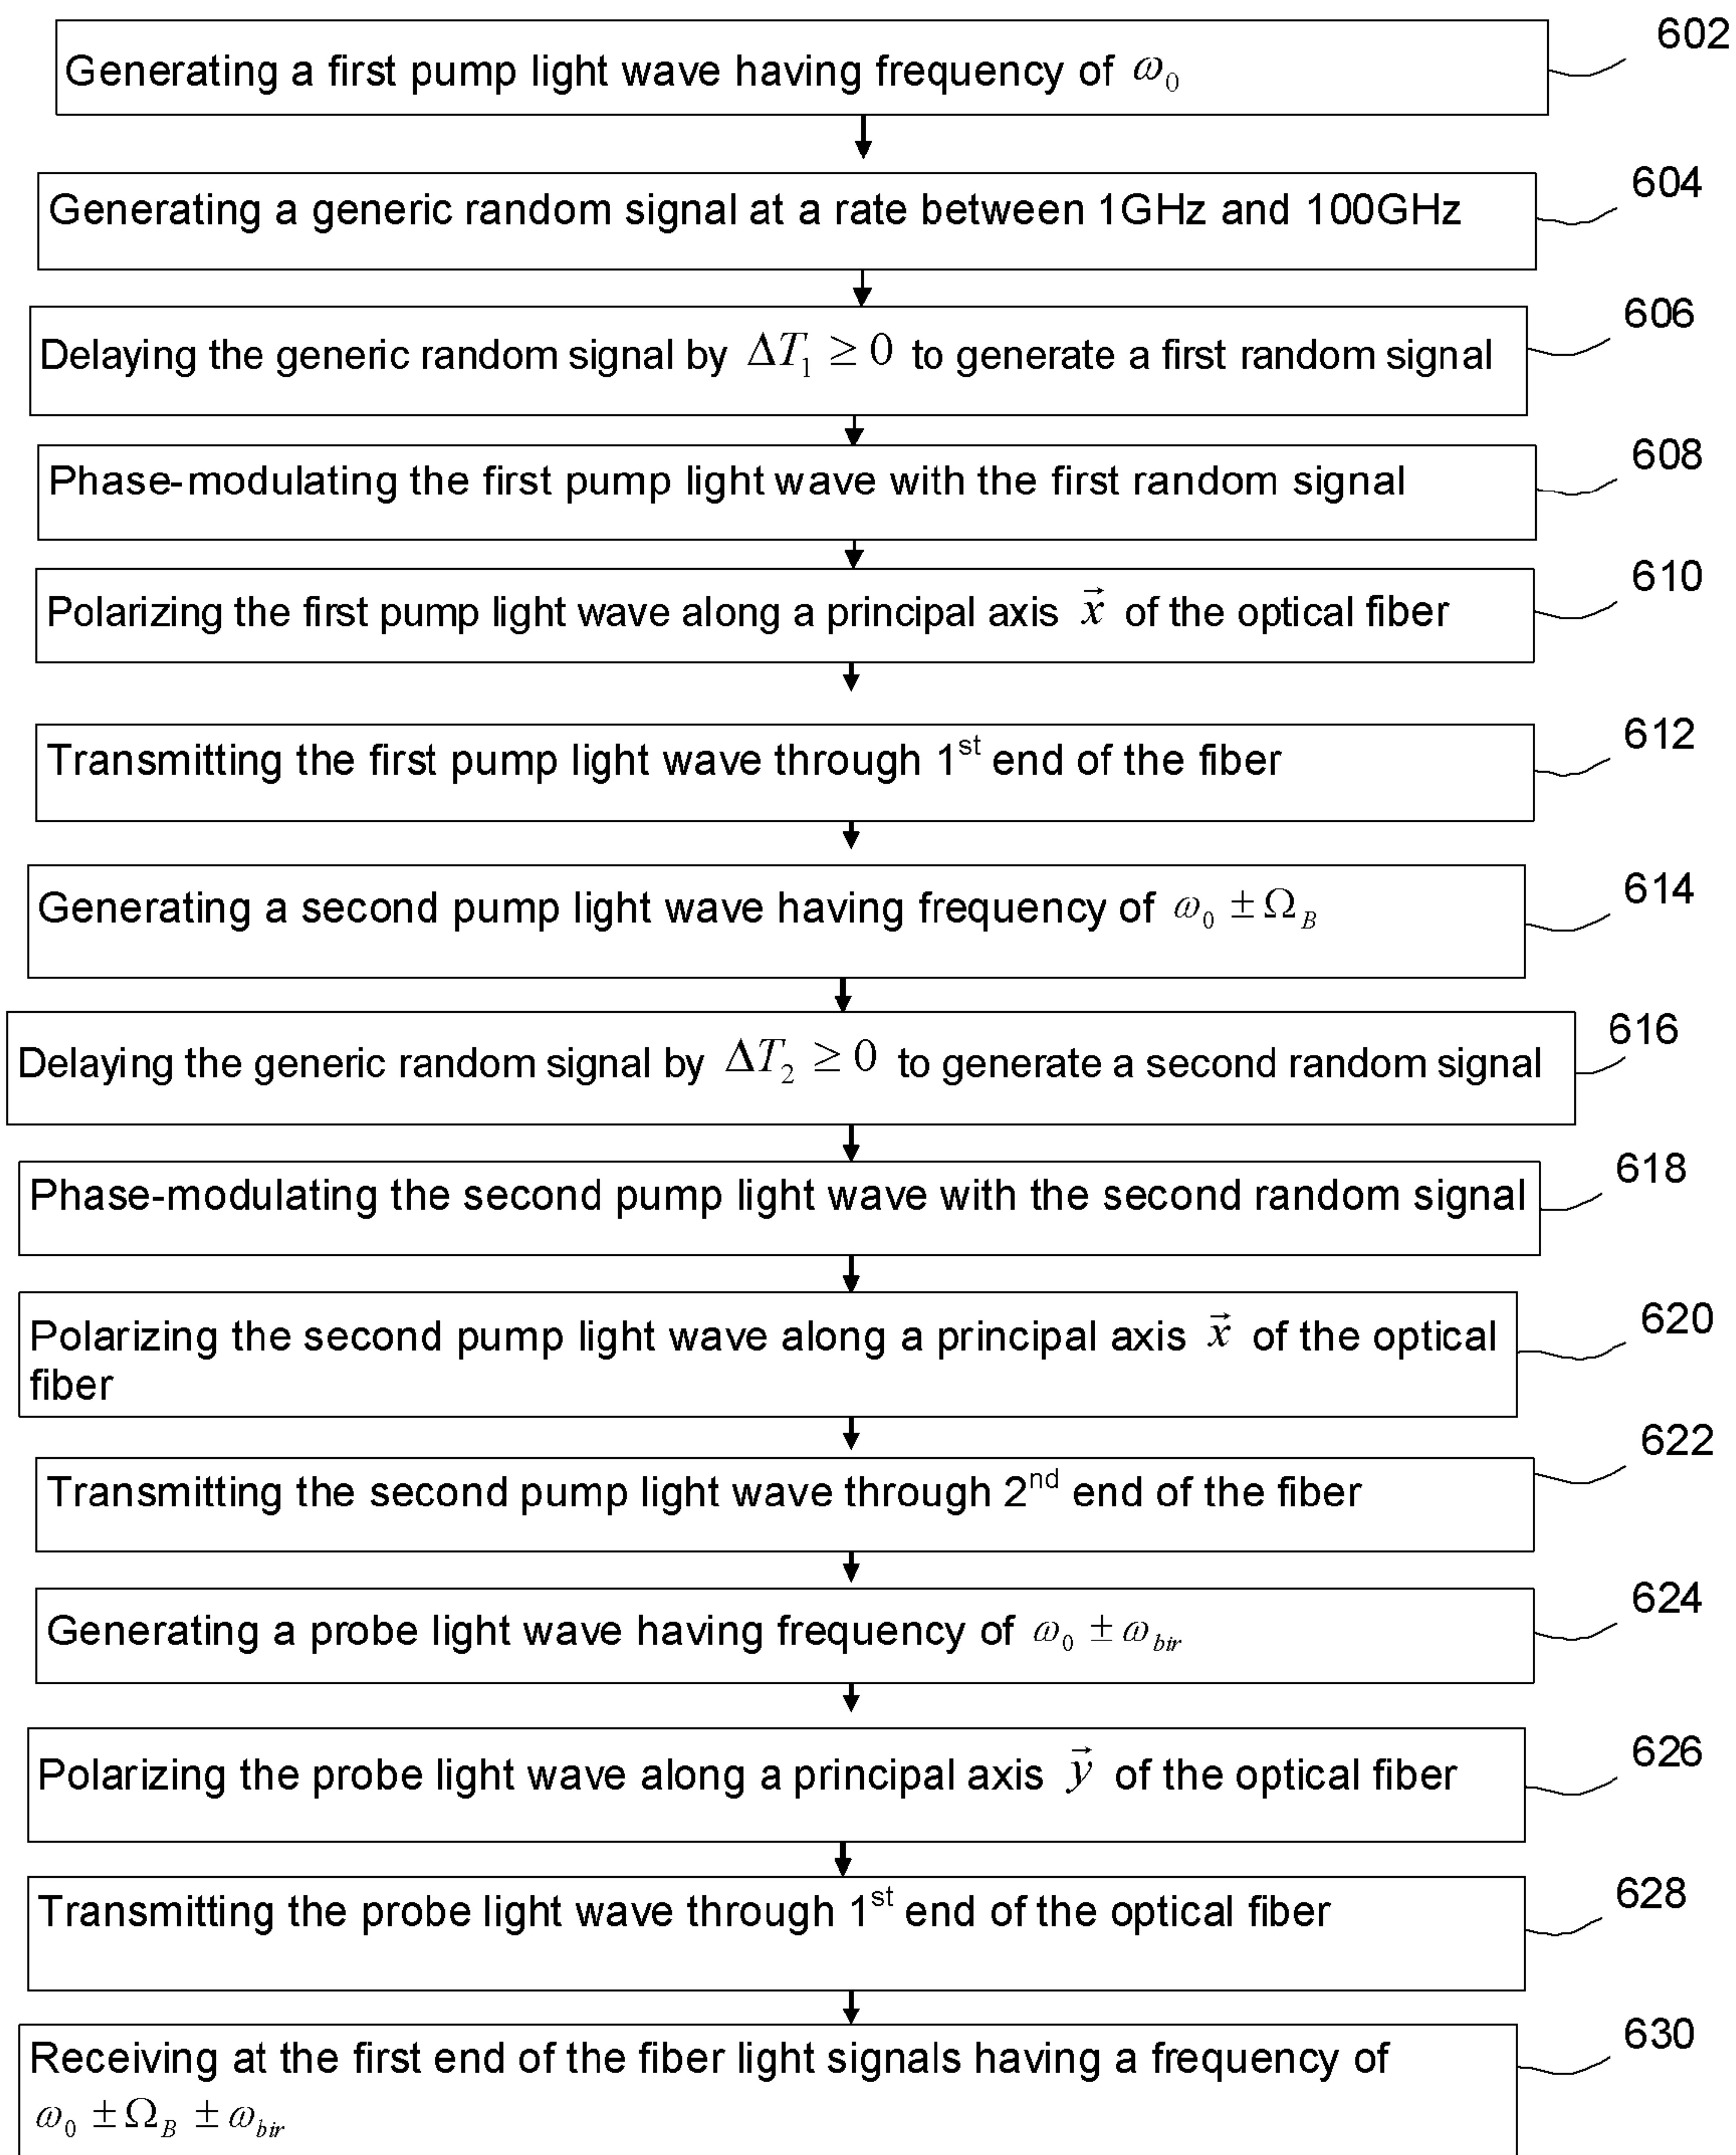 602
Generating a first pump light wave having frequency of ω₀
604
Generating a generic random signal at a rate between 1GHz and 100GHz
606
Delaying the generic random signal by ΔT₁ ≥ 0 to generate a first random signal
608
Phase-modulating the first pump light wave with the first random signal
610
Polarizing the first pump light wave along a principal axis x⃗ of the optical fiber
612
Transmitting the first pump light wave through 1st end of the fiber
614
Generating a second pump light wave having frequency of ω₀ ± Ω_B
616
Delaying the generic random signal by ΔT₂ ≥ 0 to generate a second random signal
618
Phase-modulating the second pump light wave with the second random signal
620
Polarizing the second pump light wave along a principal axis x⃗ of the optical
fiber
622
Transmitting the second pump light wave through 2nd end of the fiber
624
Generating a probe light wave having frequency of ω₀ ± ω_bir
626
Polarizing the probe light wave along a principal axis y⃗ of the optical fiber
628
Transmitting the probe light wave through 1st end of the optical fiber
630
Receiving at the first end of the fiber light signals having a frequency of
ω₀ ± Ω_B ± ω_bir